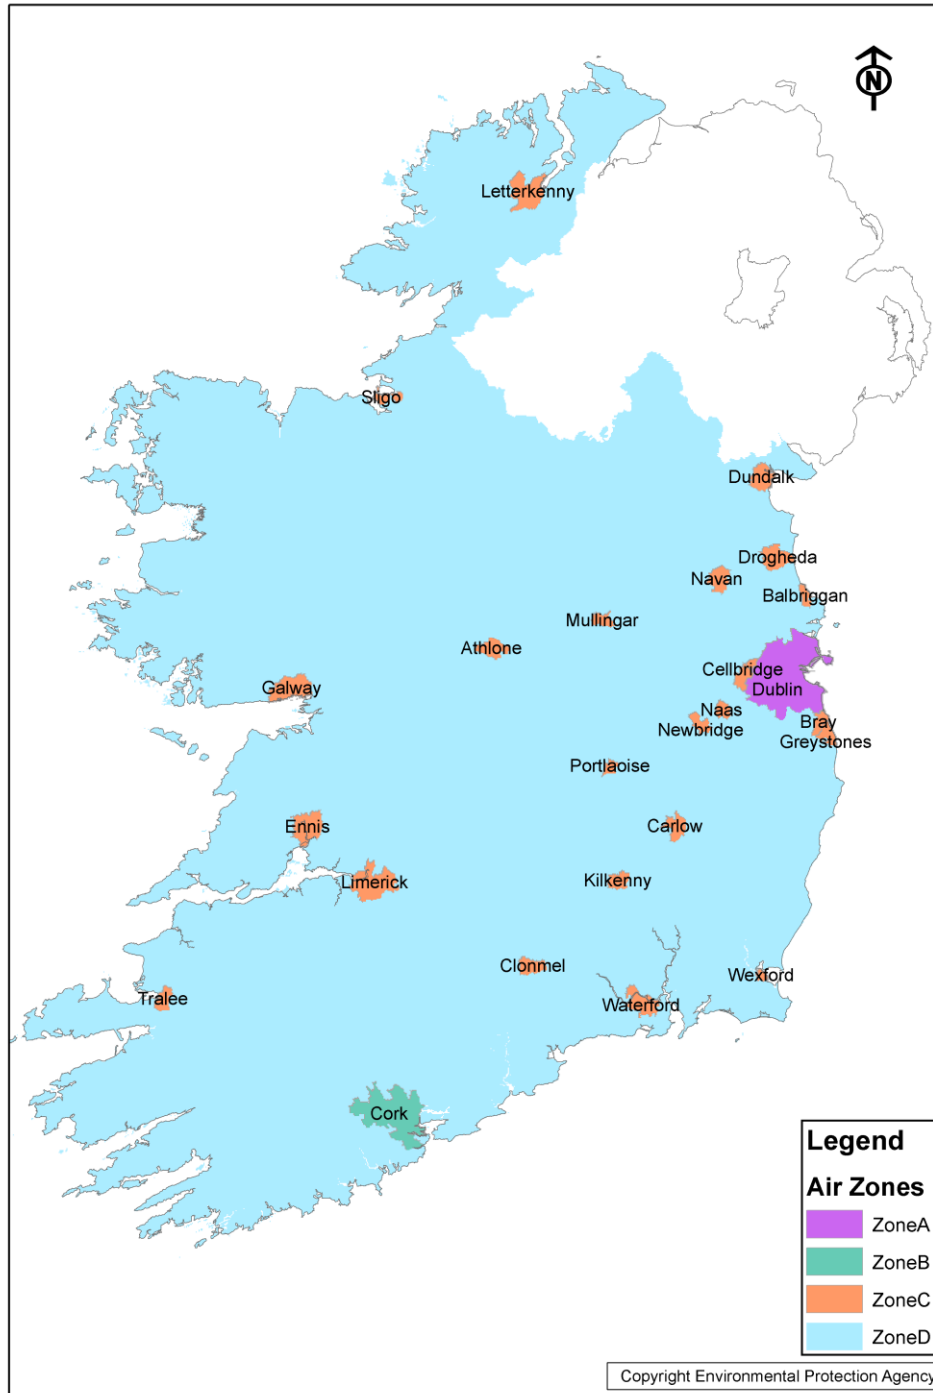 N
Letterkenny
Sligo
Dundalk
Drogheda
Navan
Balbriggan
Mullingar
Athlone
Cellbridge
Galway
Dublin
Naas
Newbridge
Bray
Greystones
Portlaoise
Ennis
Carlow
Limerick
Kilkenny
Clonmel
Wexford
Tralee
Waterford
Cork
Legend
Air Zones
ZoneA
ZoneB
ZoneC
ZoneD
Copyright Environmental Protection Agency